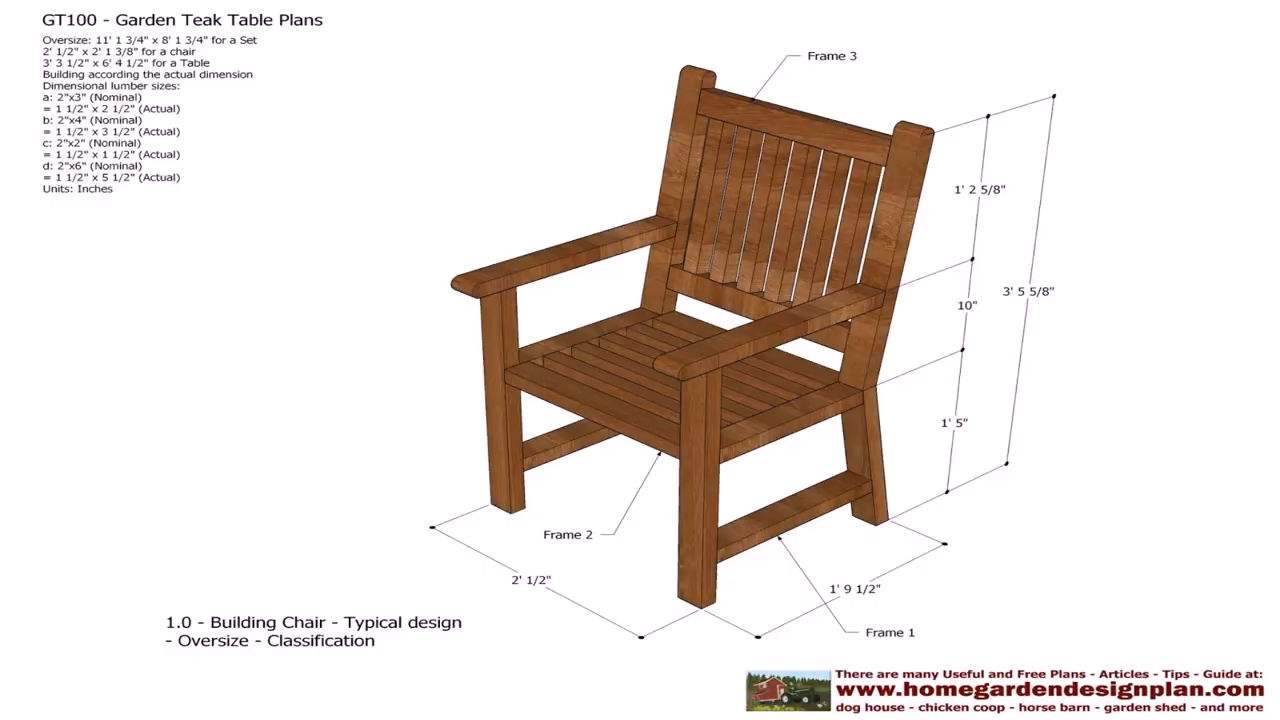 GT100 - Garden Teak Table Plans
Oversize: 11' 1 3/4" x 8' 1 3/4" for a Set
2' 1/2" x 2' 1 3/8" for a chair
3' 3 1/2" x 6' 4 1/2" for a Table
Building according the actual dimension
Dimensional lumber sizes:
a: 2"x3" (Nominal)
= 1 1/2" x 2 1/2" (Actual)
b: 2"x4" (Nominal)
= 1 1/2" x 3 1/2" (Actual)
c: 2"x2" (Nominal)
= 1 1/2" x 1 1/2" (Actual)
d: 2"x6" (Nominal)
= 1 1/2" x 5 1/2" (Actual)
Units: Inches
Frame 3
1' 2 5/8"
3' 5 5/8"
10"
1' 5"
Frame 2
2' 1/2"
1' 9 1/2"
Frame 1
1.0 - Building Chair - Typical design
- Oversize - Classification
There are many Useful and Free Plans - Articles - Tips - Guide at:
www.homegardendesignplan.com
dog house - chicken coop - horse barn - garden shed - and more